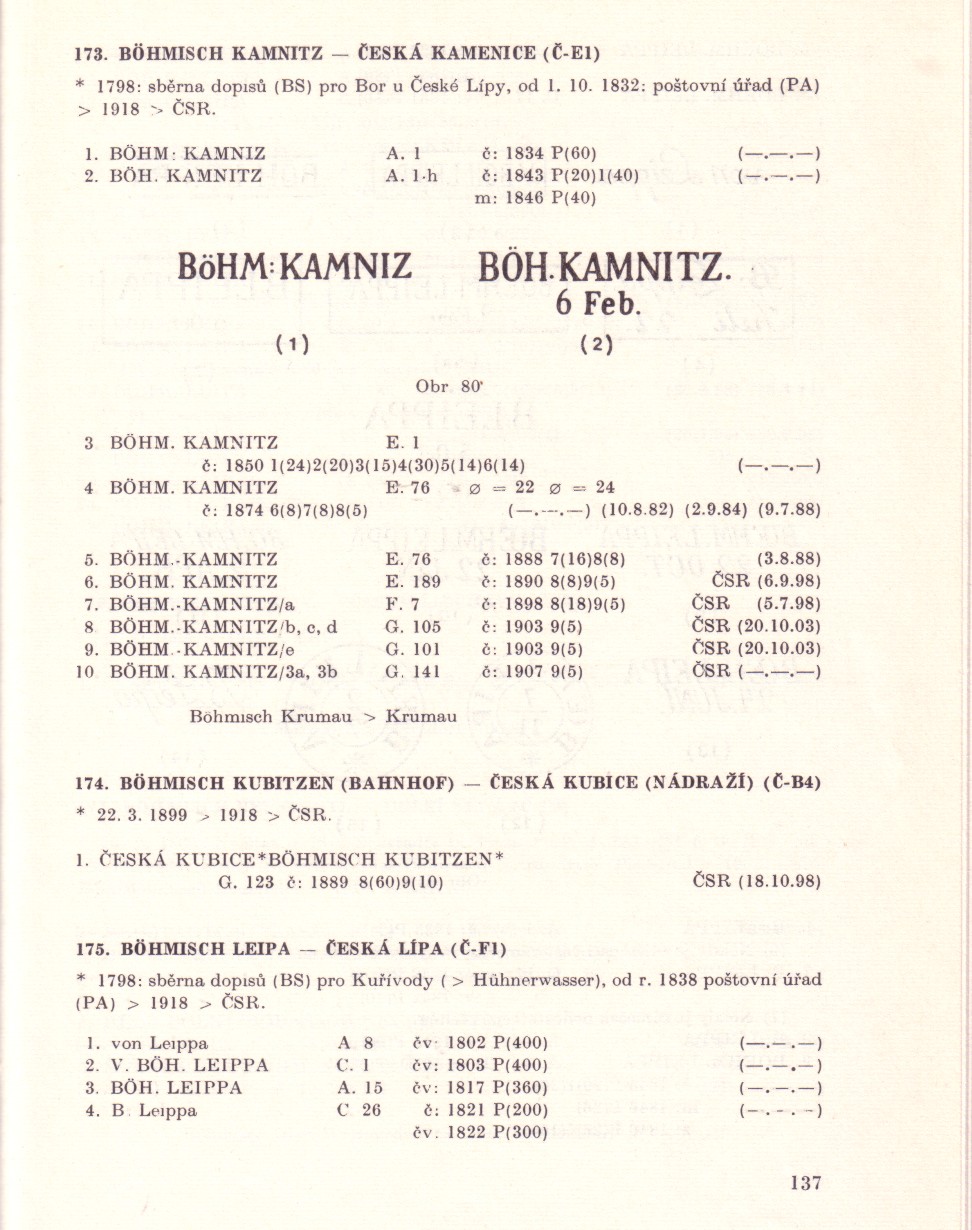 173. BÖHMISCH KAMNITZ — ČESKÁ KAMENICE (Č-E1)
* 1798: sběrna dopisů (BS) pro Bor u České Lípy, od 1. 10. 1832: poštovní úřad (PA)
> 1918 > ČSR.
1. BÖHM: KAMNIZ A. 1 č: 1834 P(60) (—.—.—)
2. BÖH. KAMNITZ A. 1-h č: 1843 P(20)1(40) (—.—.—)
m: 1846 P(40)
BöHM: KAMNIZ BÖH. KAMNITZ.
6 Feb.
(1) (2)
Obr 80
3 BÖHM. KAMNITZ E. 1
č: 1850 1(24)2(20)3(15)4(30)5(14)6(14) (—.—.—)
4 BÖHM. KAMNITZ E. 76 ø = 22 ø = 24
č: 1874 6(8)7(8)8(5) (—.—.—) (10.8.82) (2.9.84) (9.7.88)
5. BÖHM.-KAMNITZ E. 76 č: 1888 7(16)8(8) (3.8.88)
6. BÖHM. KAMNITZ E. 189 č: 1890 8(8)9(5) ČSR (6.9.98)
7. BÖHM.-KAMNITZ/a F. 7 č: 1898 8(18)9(5) ČSR (5.7.98)
8 BÖHM.-KAMNITZ/b, c, d G. 105 č: 1903 9(5) ČSR (20.10.03)
9. BÖHM.-KAMNITZ/e G. 101 č: 1903 9(5) ČSR (20.10.03)
10 BÖHM. KAMNITZ/3a, 3b G. 141 č: 1907 9(5) ČSR (—.—.—)
Böhmisch Krumau > Krumau
174. BÖHMISCH KUBITZEN (BAHNHOF) — ČESKÁ KUBICE (NÁDRAŽÍ) (Č-B4)
* 22. 3. 1899 > 1918 > ČSR.
1. ČESKÁ KUBICE*BÖHMISCH KUBITZEN*
G. 123 č: 1889 8(60)9(10) ČSR (18.10.98)
175. BÖHMISCH LEIPA — ČESKÁ LÍPA (Č-F1)
* 1798: sběrna dopisů (BS) pro Kuřívody ( > Hühnerwasser), od r. 1838 poštovní úřad
(PA) > 1918 > ČSR.
1. von Leippa A 8 čv: 1802 P(400) (—.—.—)
2. V. BÖH. LEIPPA C. 1 čv: 1803 P(400) (—.—.—)
3. BÖH. LEIPPA A. 15 čv: 1817 P(360) (—.—.—)
4. B. Leippa C 26 č: 1821 P(200) (—.—.—)
čv. 1822 P(300)
137